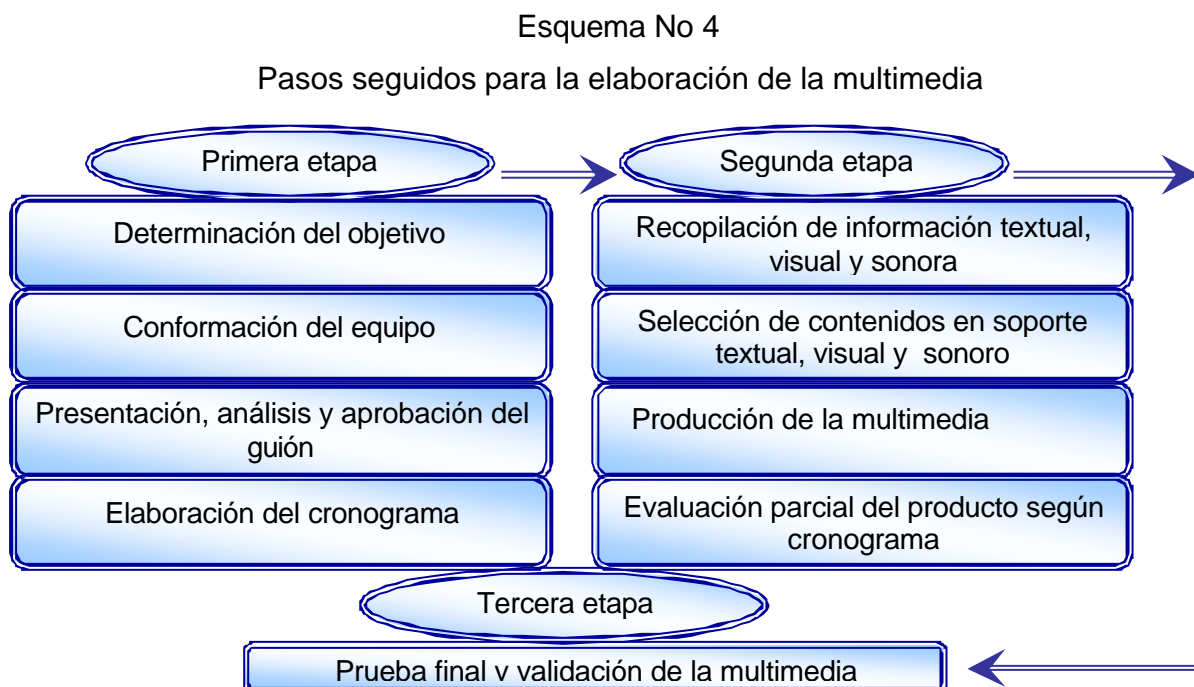 Esquema No 4
Pasos seguidos para la elaboración de la multimedia
Primera etapa
Determinación del objetivo
Conformación del equipo
Presentación, análisis y aprobación del
guión
Elaboración del cronograma
Segunda etapa
Recopilación de información textual,
visual y sonora
Selección de contenidos en soporte
textual, visual y sonoro
Producción de la multimedia
Evaluación parcial del producto según
cronograma
Tercera etapa
Prueba final y validación de la multimedia